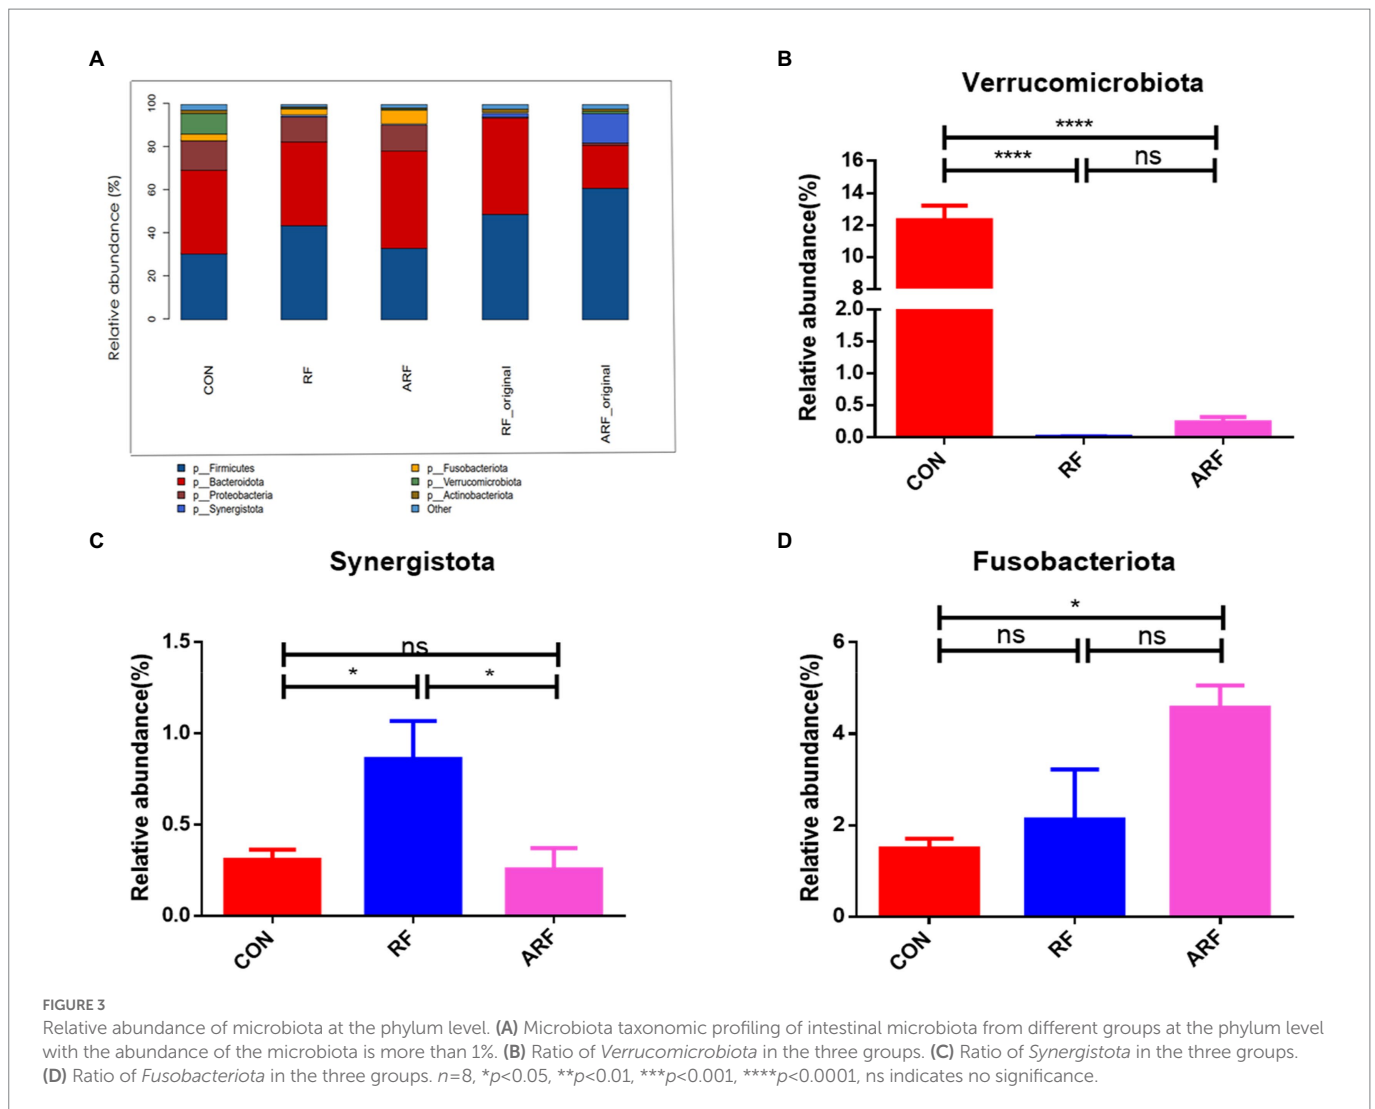 A
100
80
60
40
20
0
Relative abundance (%)
CON
RF
ARF
RF_original
ARF_original
p__Firmicutes
p__Bacteroidota
p__Proteobacteria
p__Synergistota
p__Fusobacteriota
p__Verrucomicrobiota
p__Actinobacteriota
Other
B
Verrucomicrobiota
****
**** ns
16
14
12
10
8
2.0
1.5
1.0
0.5
0.0
Relative abundance(%)
CON
RF
ARF
C
Synergistota
ns
* *
1.5
1.0
0.5
0.0
Relative abundance(%)
CON
RF
ARF
D
Fusobacteriota
*
ns ns
6
4
2
0
Relative abundance(%)
CON
RF
ARF
FIGURE 3
Relative abundance of microbiota at the phylum level. (A) Microbiota taxonomic profiling of intestinal microbiota from different groups at the phylum level
with the abundance of the microbiota is more than 1%. (B) Ratio of Verrucomicrobiota in the three groups. (C) Ratio of Synergistota in the three groups.
(D) Ratio of Fusobacteriota in the three groups. n=8, *p<0.05, **p<0.01, ***p<0.001, ****p<0.0001, ns indicates no significance.